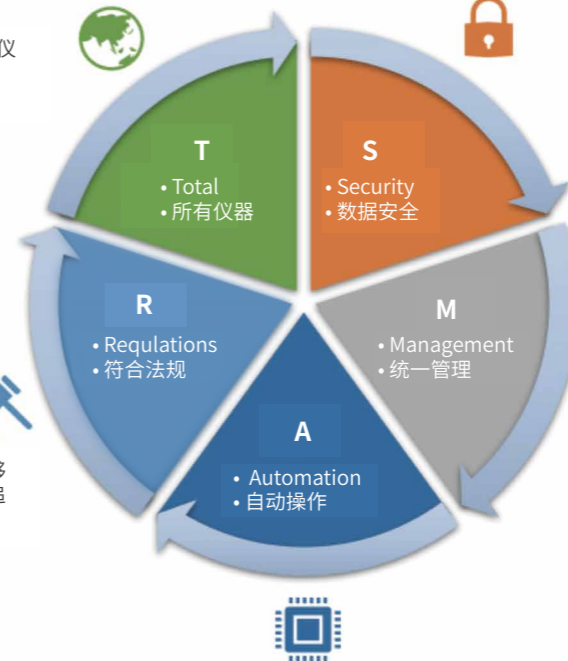 仪
T
• Total
• 所有仪器
S
• Security
• 数据安全
M
• Management
• 统一管理
A
• Automation
• 自动操作
R
• Requlations
• 符合法规